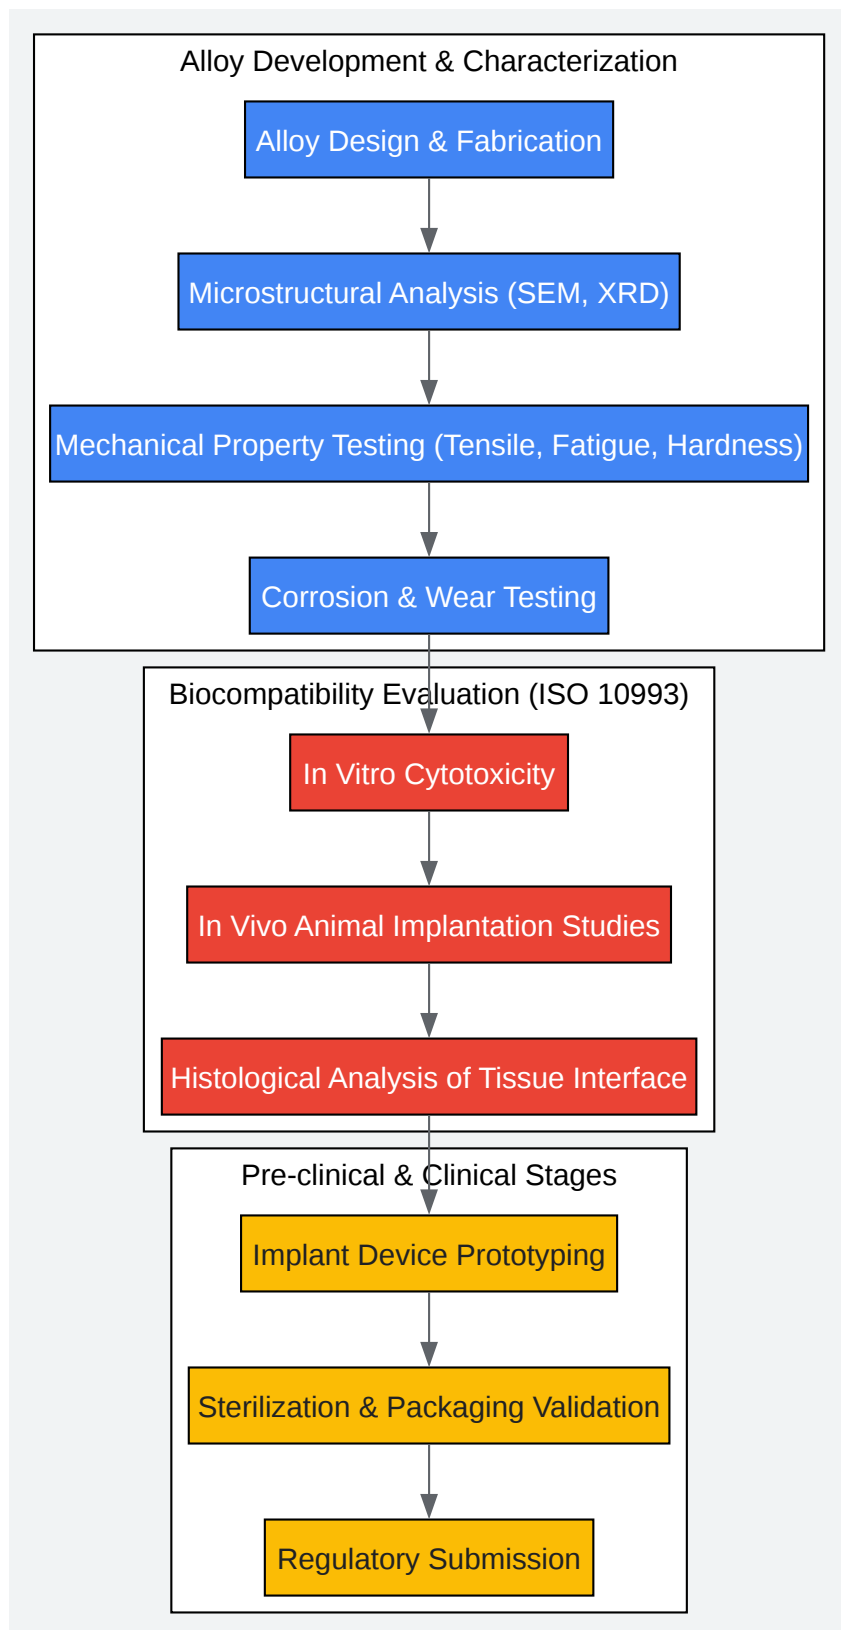 Alloy Development & Characterization
Alloy Design & Fabrication
Microstructural Analysis (SEM, XRD)
Mechanical Property Testing (Tensile, Fatigue, Hardness)
Corrosion & Wear Testing
Biocompatibility Evaluation (ISO 10993)
In Vitro Cytotoxicity
In Vivo Animal Implantation Studies
Histological Analysis of Tissue Interface
Pre-clinical & Clinical Stages
Implant Device Prototyping
Sterilization & Packaging Validation
Regulatory Submission